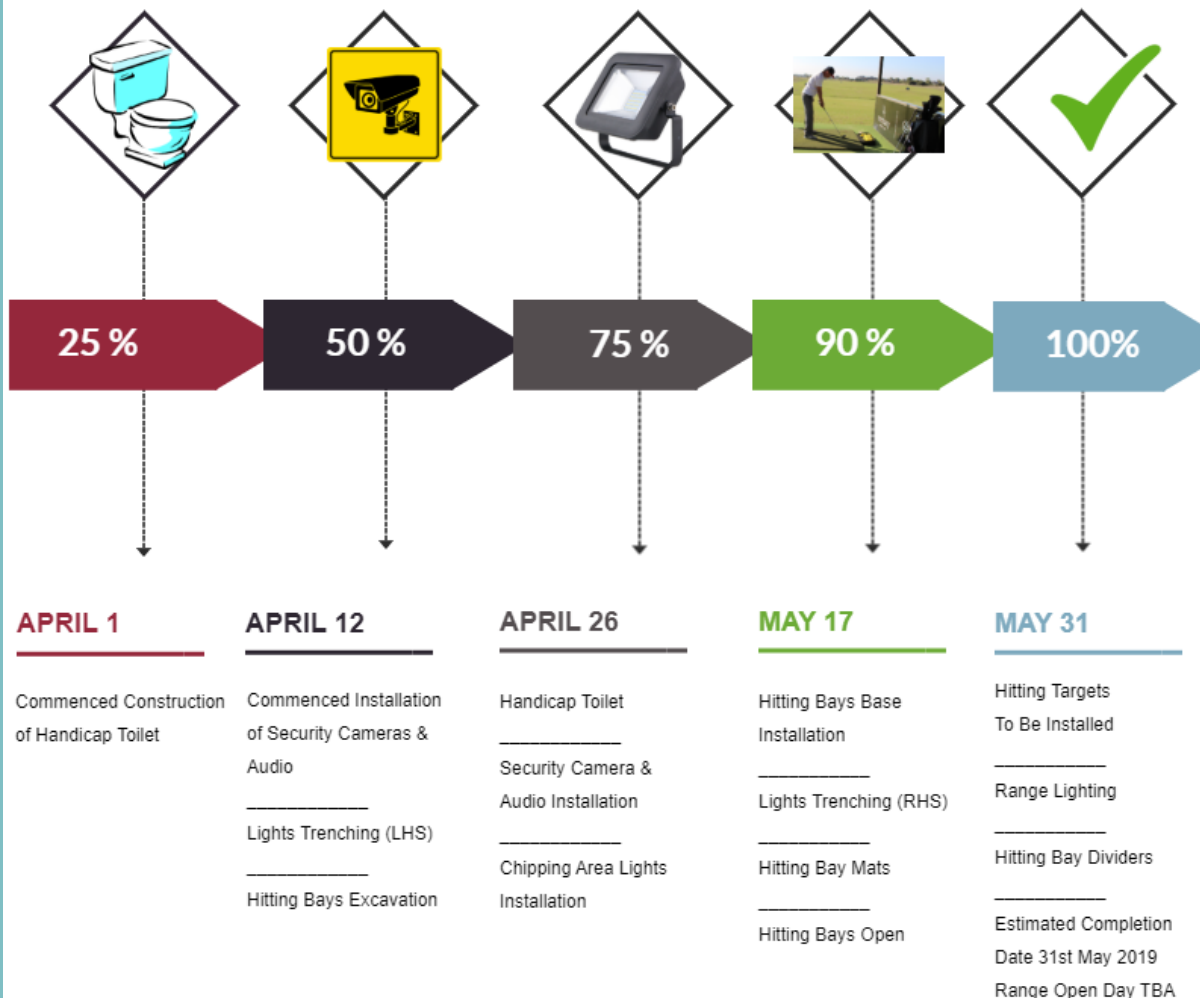 25 %
50 %
75 %
90 %
100%
APRIL 1
Commenced Construction
of Handicap Toilet
APRIL 12
Commenced Installation
of Security Cameras &
Audio
____________
Lights Trenching (LHS)
____________
Hitting Bays Excavation
APRIL 26
Handicap Toilet
____________
Security Camera &
Audio Installation
____________
Chipping Area Lights
Installation
MAY 17
Hitting Bays Base
Installation
___________
Lights Trenching (RHS)
___________
Hitting Bay Mats
___________
Hitting Bays Open
MAY 31
Hitting Targets
To Be Installed
___________
Range Lighting
___________
Hitting Bay Dividers
___________
Estimated Completion
Date 31st May 2019
Range Open Day TBA